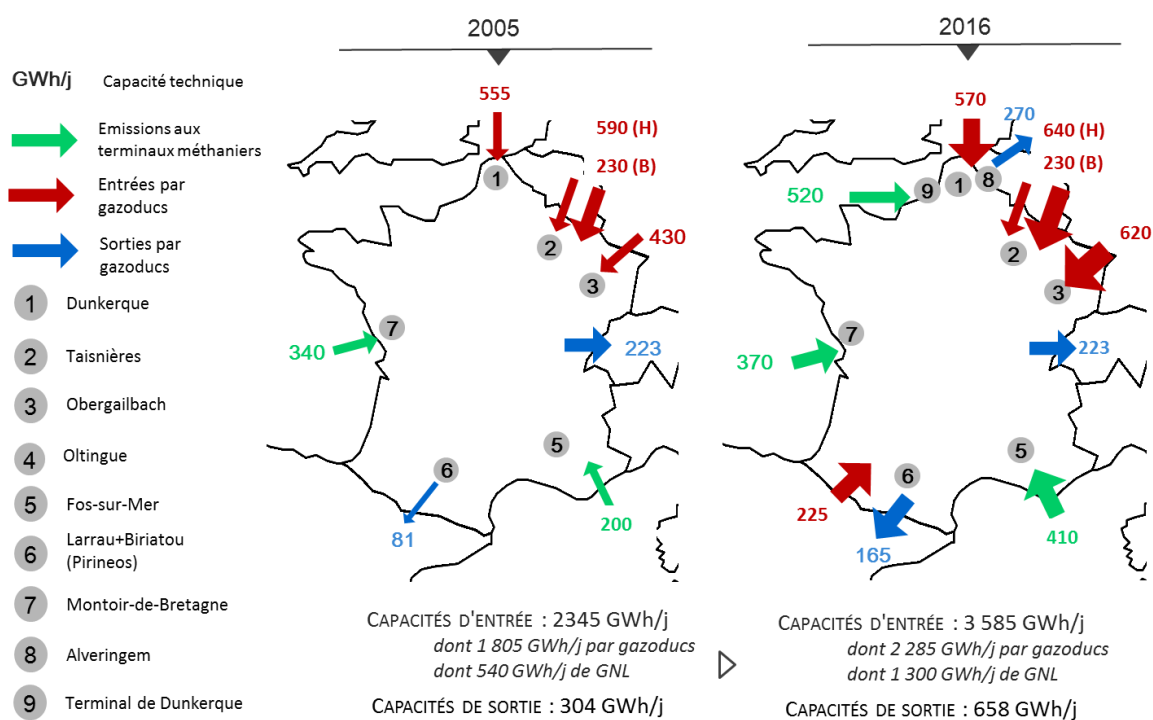 2005
2016
GWh/j Capacité technique
Emissions aux
terminaux méthaniers
Entrées par
gazoducs
Sorties par
gazoducs
1 Dunkerque
2 Taisnières
3 Obergailbach
4 Oltingue
5 Fos-sur-Mer
6 Larrau+Biriatou
(Pirineos)
7 Montoir-de-Bretagne
8 Alveringem
9 Terminal de Dunkerque
555
590 (H)
230 (B)
1
2
430
3
7
340
223
5
6
200
81
CAPACITÉS D'ENTRÉE : 2345 GWh/j
dont 1 805 GWh/j par gazoducs
dont 540 GWh/j de GNL
CAPACITÉS DE SORTIE : 304 GWh/j
570
270
640 (H)
230 (B)
520
9
1
8
620
2
3
7
370
223
5
6
225
165
410
CAPACITÉS D'ENTRÉE : 3 585 GWh/j
dont 2 285 GWh/j par gazoducs
dont 1 300 GWh/j de GNL
CAPACITÉS DE SORTIE : 658 GWh/j